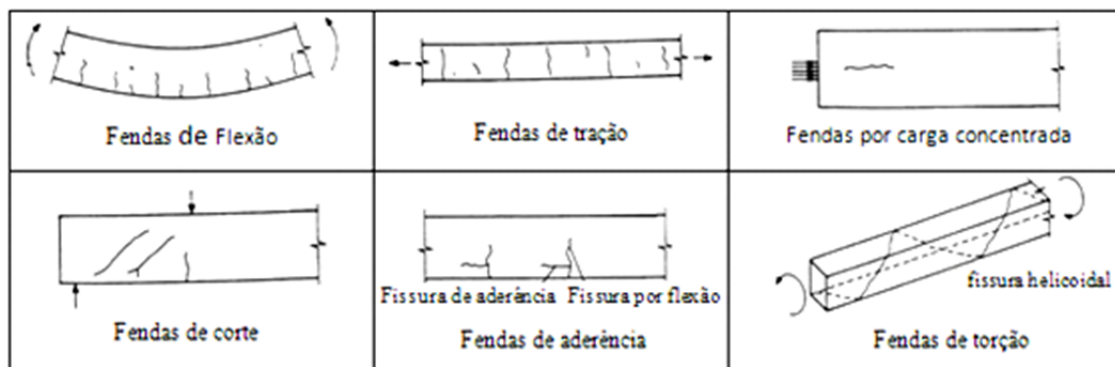 Fendas de Flexão
Fendas de tração
Fendas por carga concentrada
Fendas de corte
Fissura de aderência Fissura por flexão
Fendas de aderência
fissura helicoidal
Fendas de torção